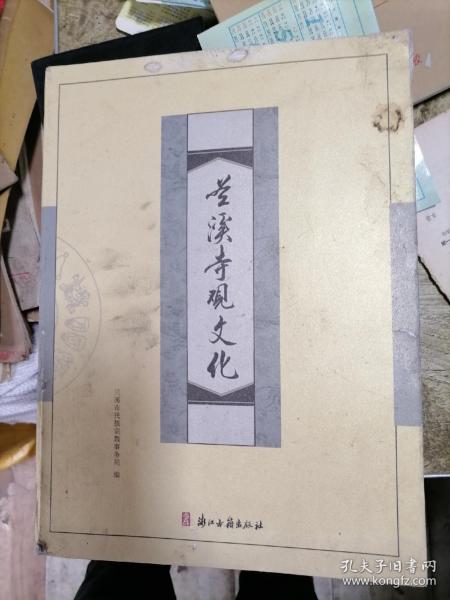 兰溪寺观文化
兰溪市民族宗教事务局 编
浙江古籍出版社
孔夫子旧书网
www.kongfz.com